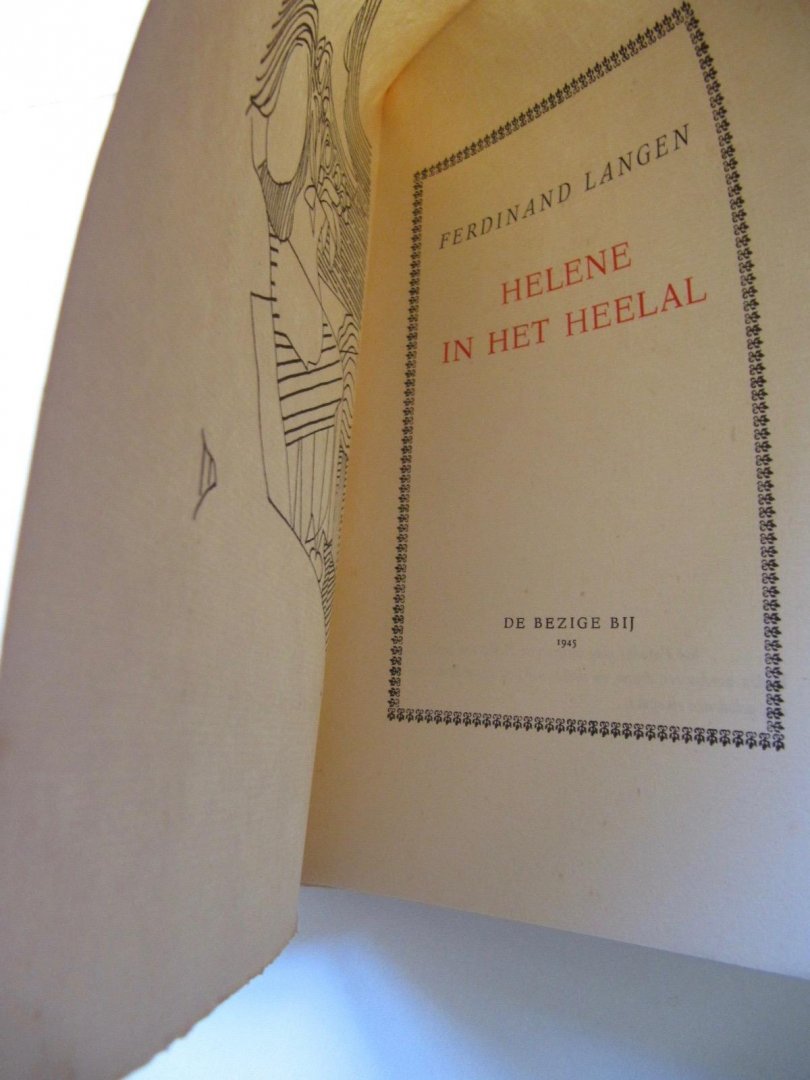 FERDINAND LANGEN
HELENE
IN HET HEELAL
DE BEZIGE BIJ
1945